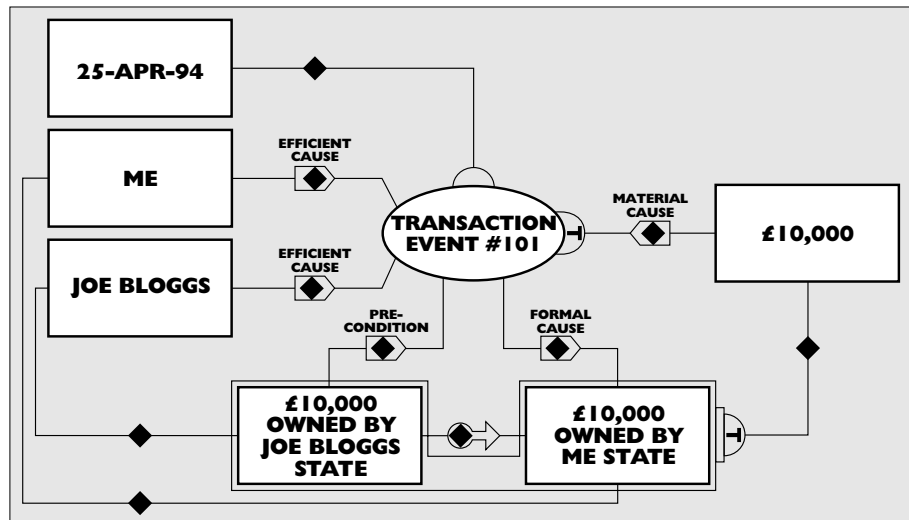 25-APR-94
EFFICIENT
CAUSE
ME
TRANSACTION
EVENT #101
MATERIAL
CAUSE
T
£10,000
EFFICIENT
CAUSE
JOE BLOGGS
PRE-
CONDITION
FORMAL
CAUSE
£10,000
OWNED BY
JOE BLOGGS
STATE
£10,000
OWNED BY
ME STATE
T